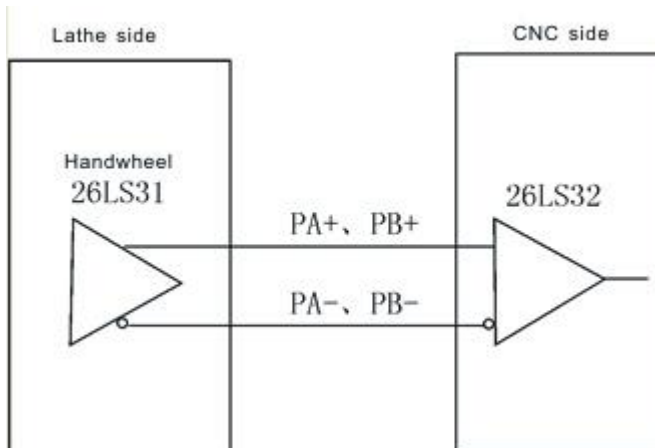 Lathe side
CNC side
Handwheel
26LS31
26LS32
PA+、PB+
PA-、PB-